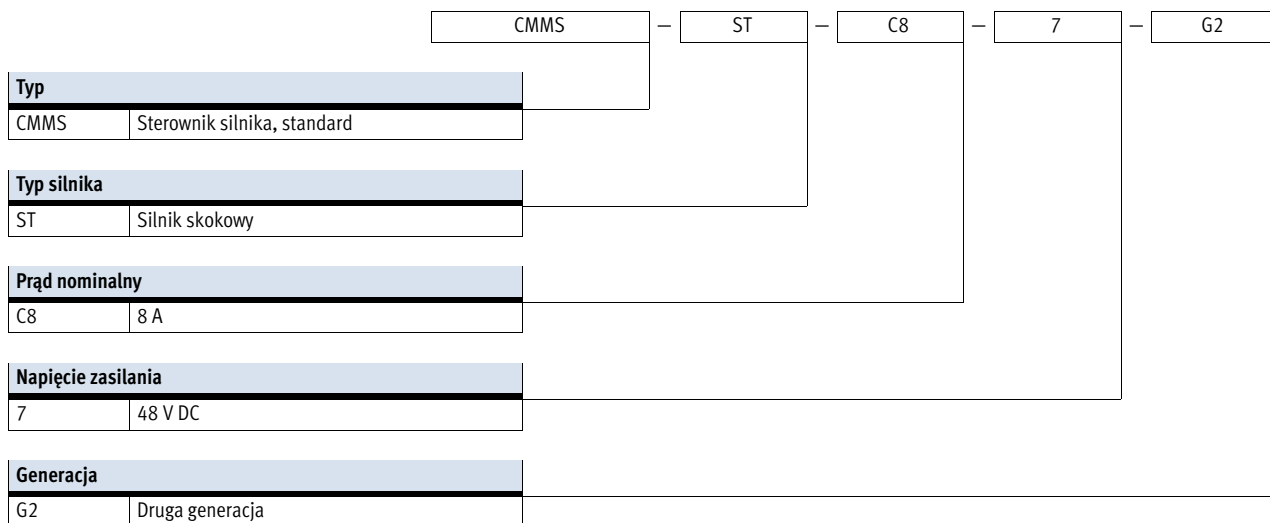 CMMS – ST – C8 – 7 – G2
Typ
CMMS Sterownik silnika, standard
Typ silnika
ST Silnik skokowy
Prąd nominalny
C8 8 A
Napięcie zasilania
7 48 V DC
Generacja
G2 Druga generacja